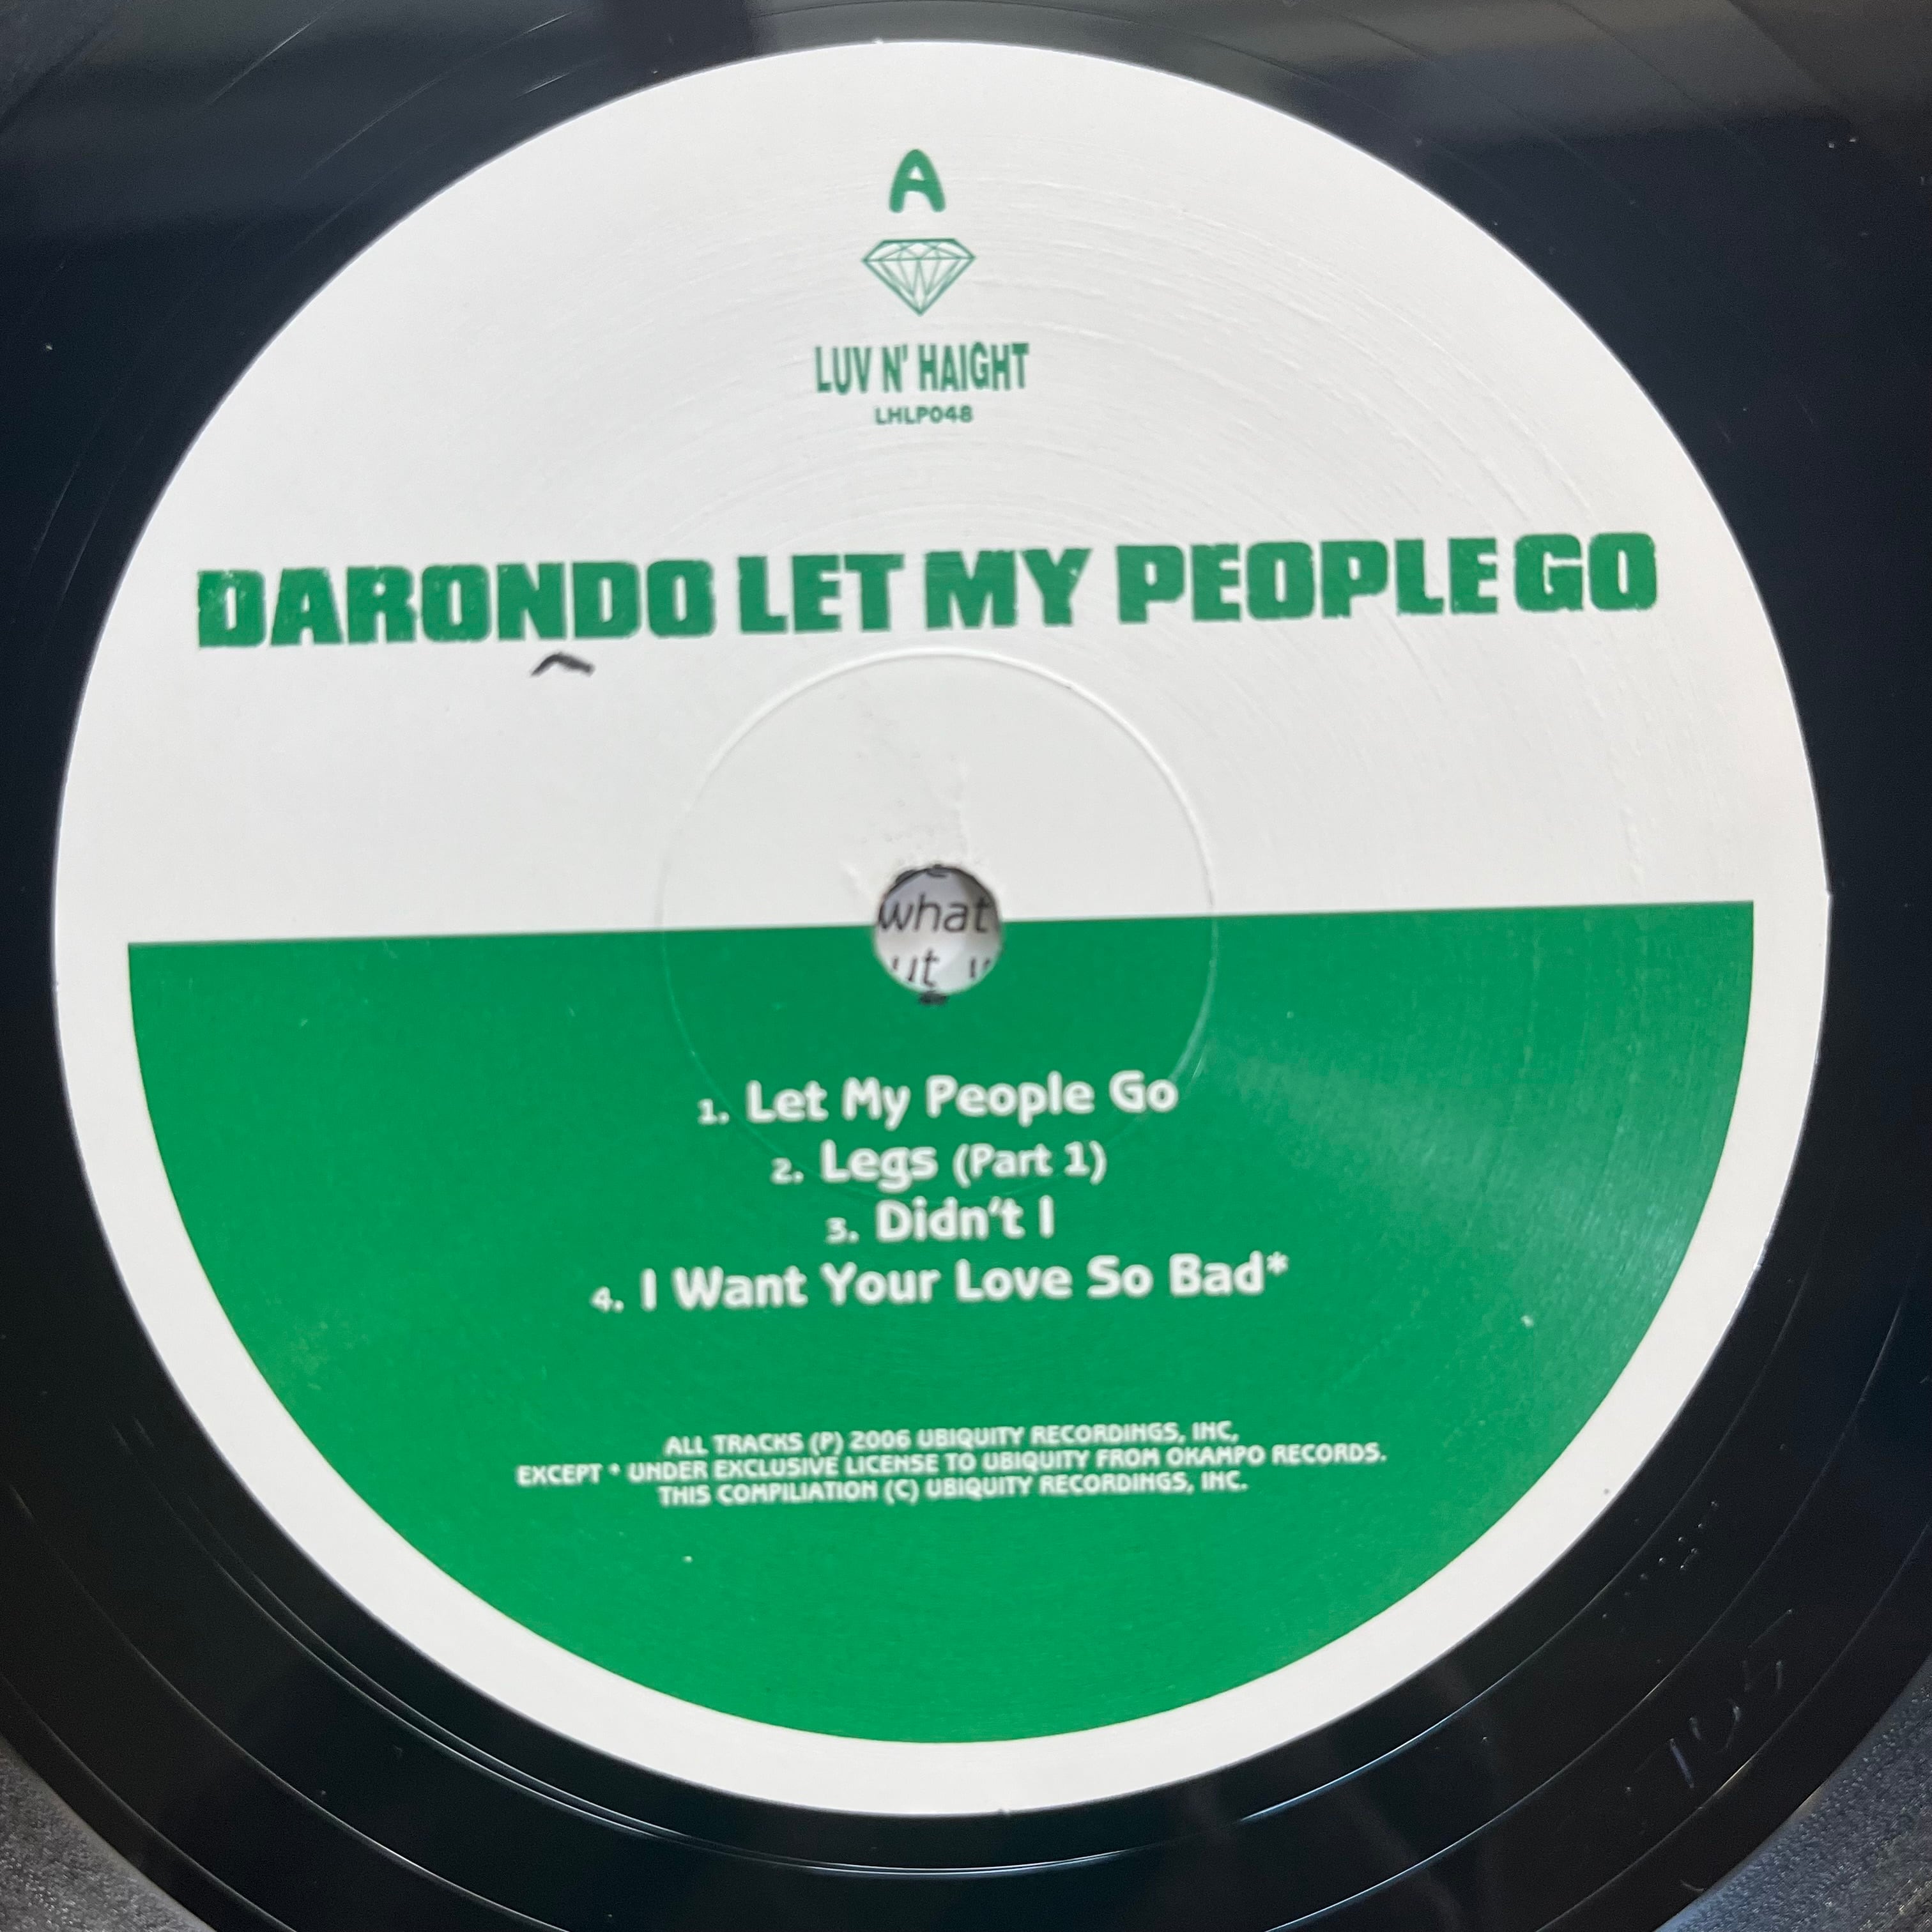 A
LUV N' HAIGHT
LHLP048
DARONDO LET MY PEOPLE GO
what
1. Let My People Go
2. Legs (Part 1)
3. Didn't I
4. I Want Your Love So Bad*
ALL TRACKS (P) 2006 UBIQUITY RECORDINGS, INC,
EXCEPT * UNDER EXCLUSIVE LICENSE TO UBIQUITY FROM OKAMPO RECORDS.
THIS COMPILIATION (C) UBIQUITY RECORDINGS, INC.